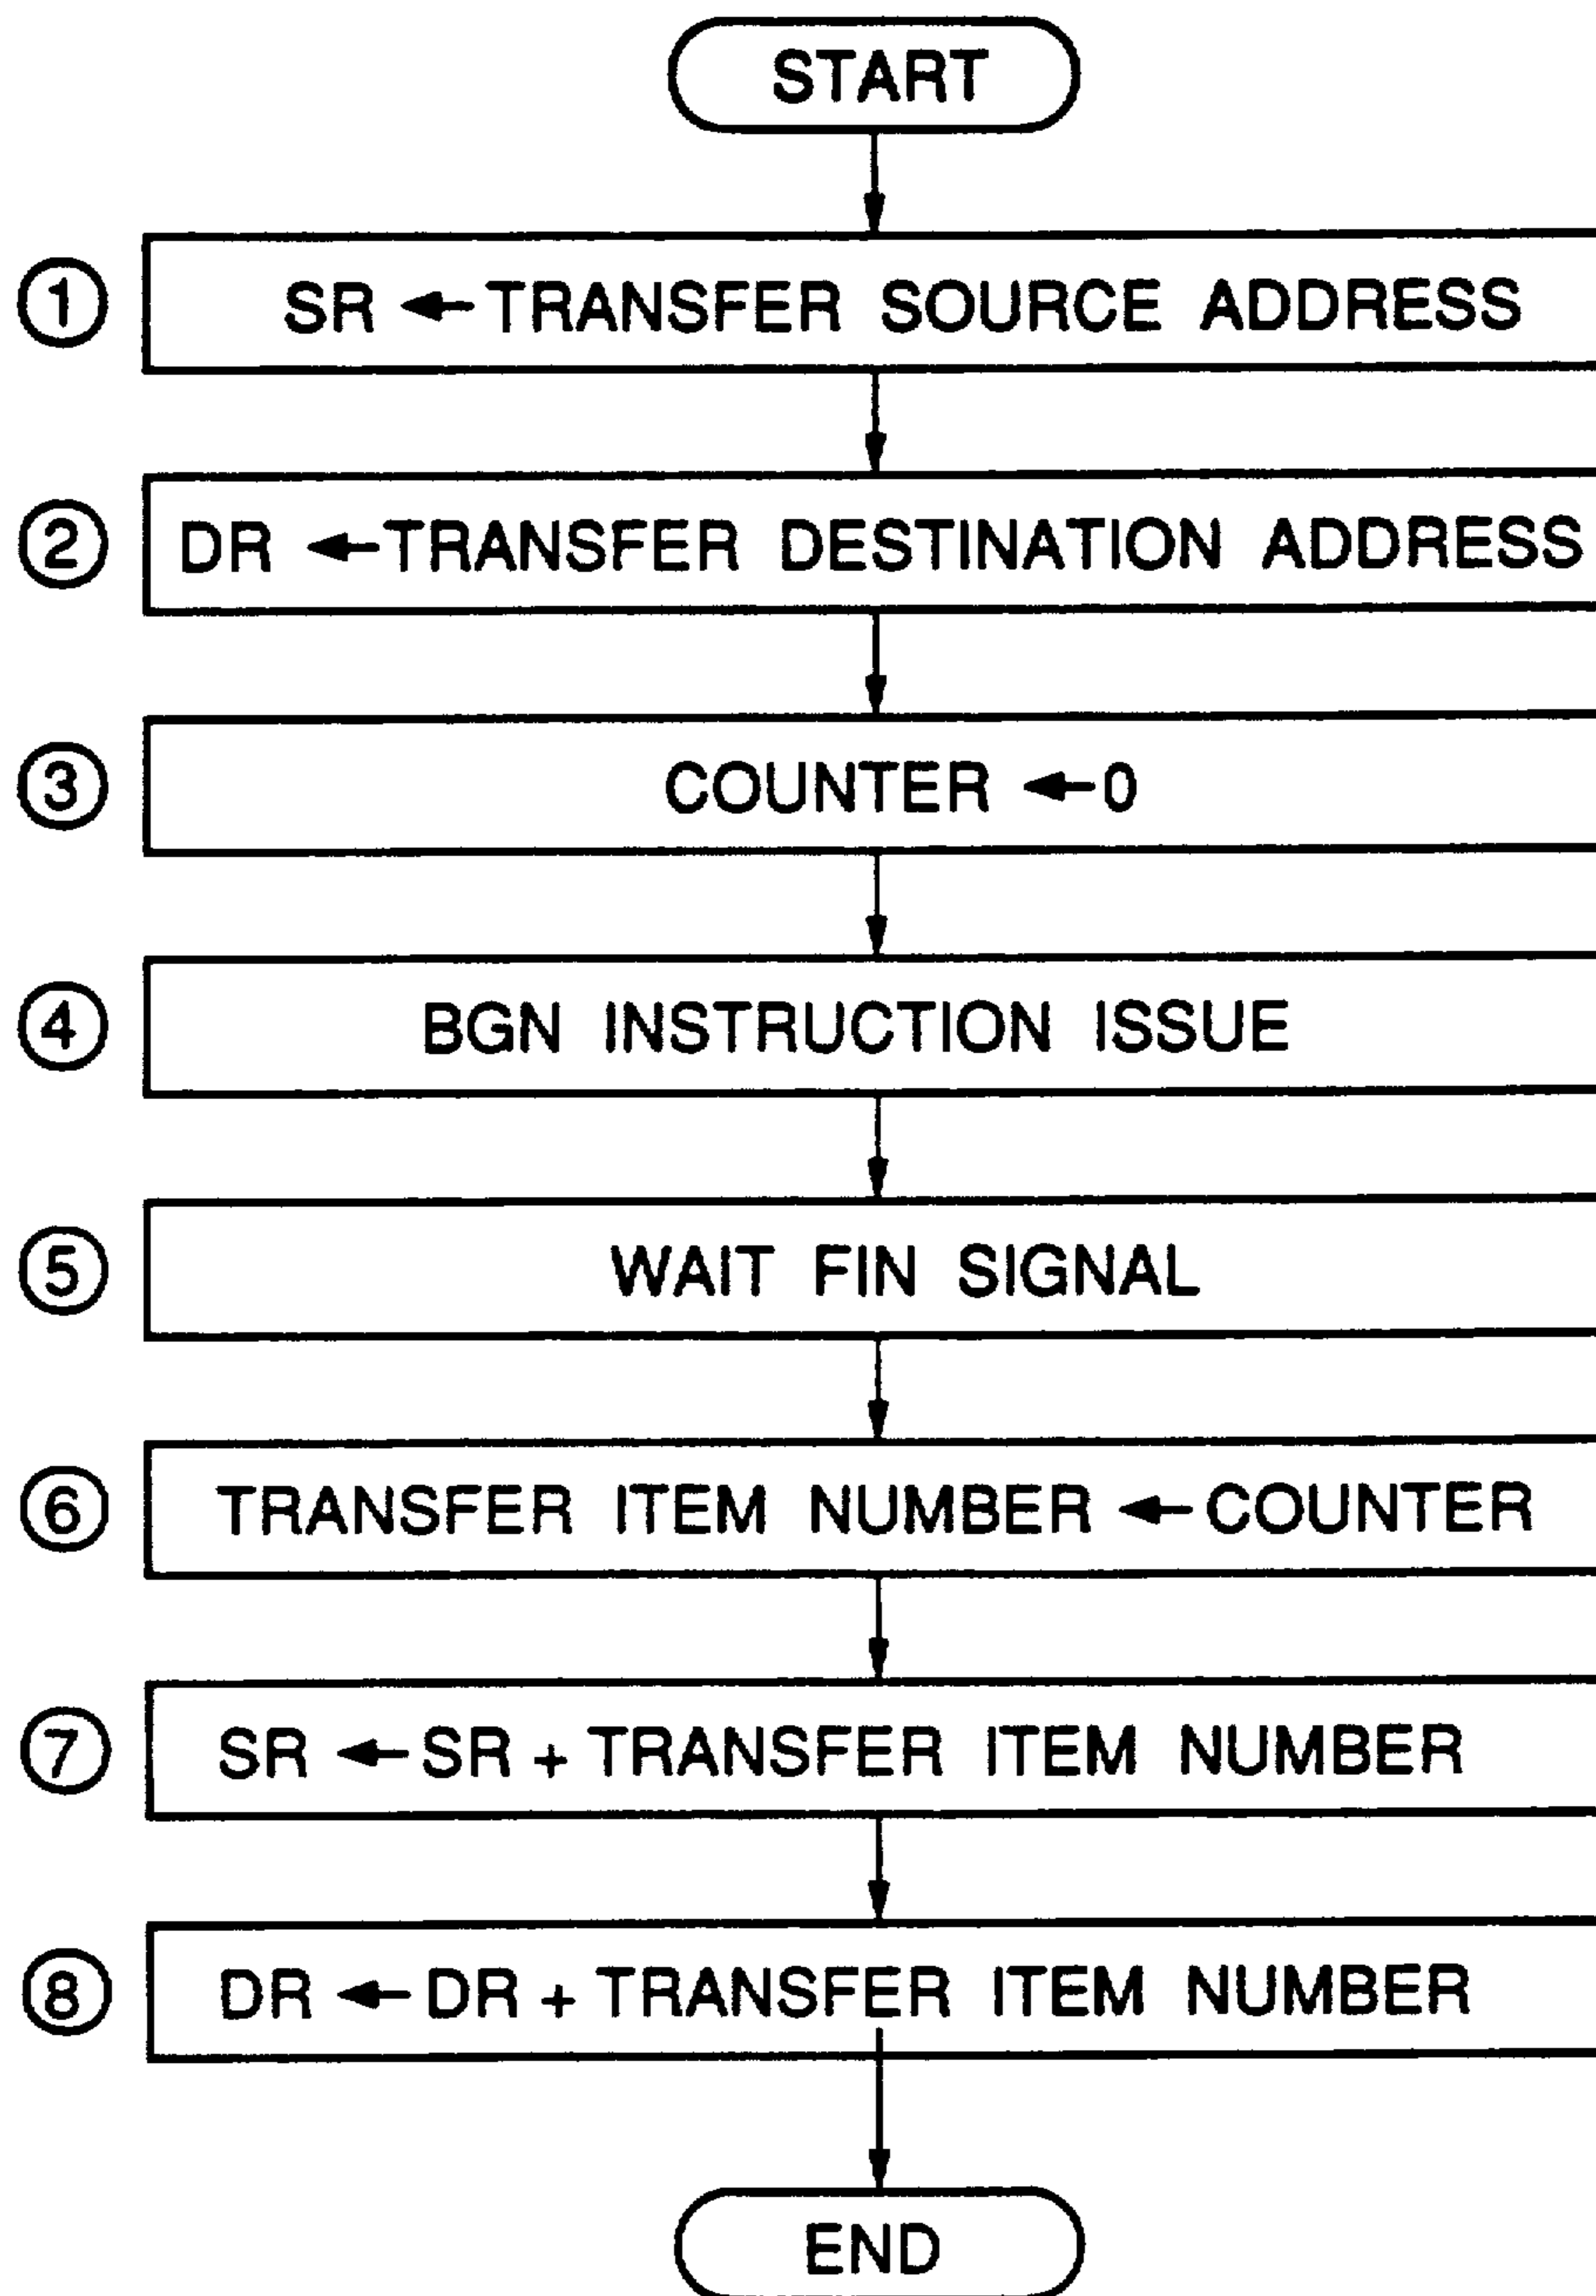 START
① SR ← TRANSFER SOURCE ADDRESS
② DR ← TRANSFER DESTINATION ADDRESS
③ COUNTER ← 0
④ BGN INSTRUCTION ISSUE
⑤ WAIT FIN SIGNAL
⑥ TRANSFER ITEM NUMBER ← COUNTER
⑦ SR ← SR + TRANSFER ITEM NUMBER
⑧ DR ← DR + TRANSFER ITEM NUMBER
END